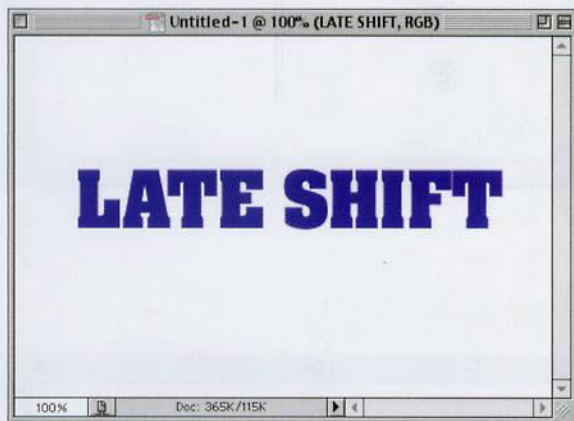 Untitled-1 @ 100% (LATE SHIFT, RGB)
LATE SHIFT
100%
Doc: 365K/115K